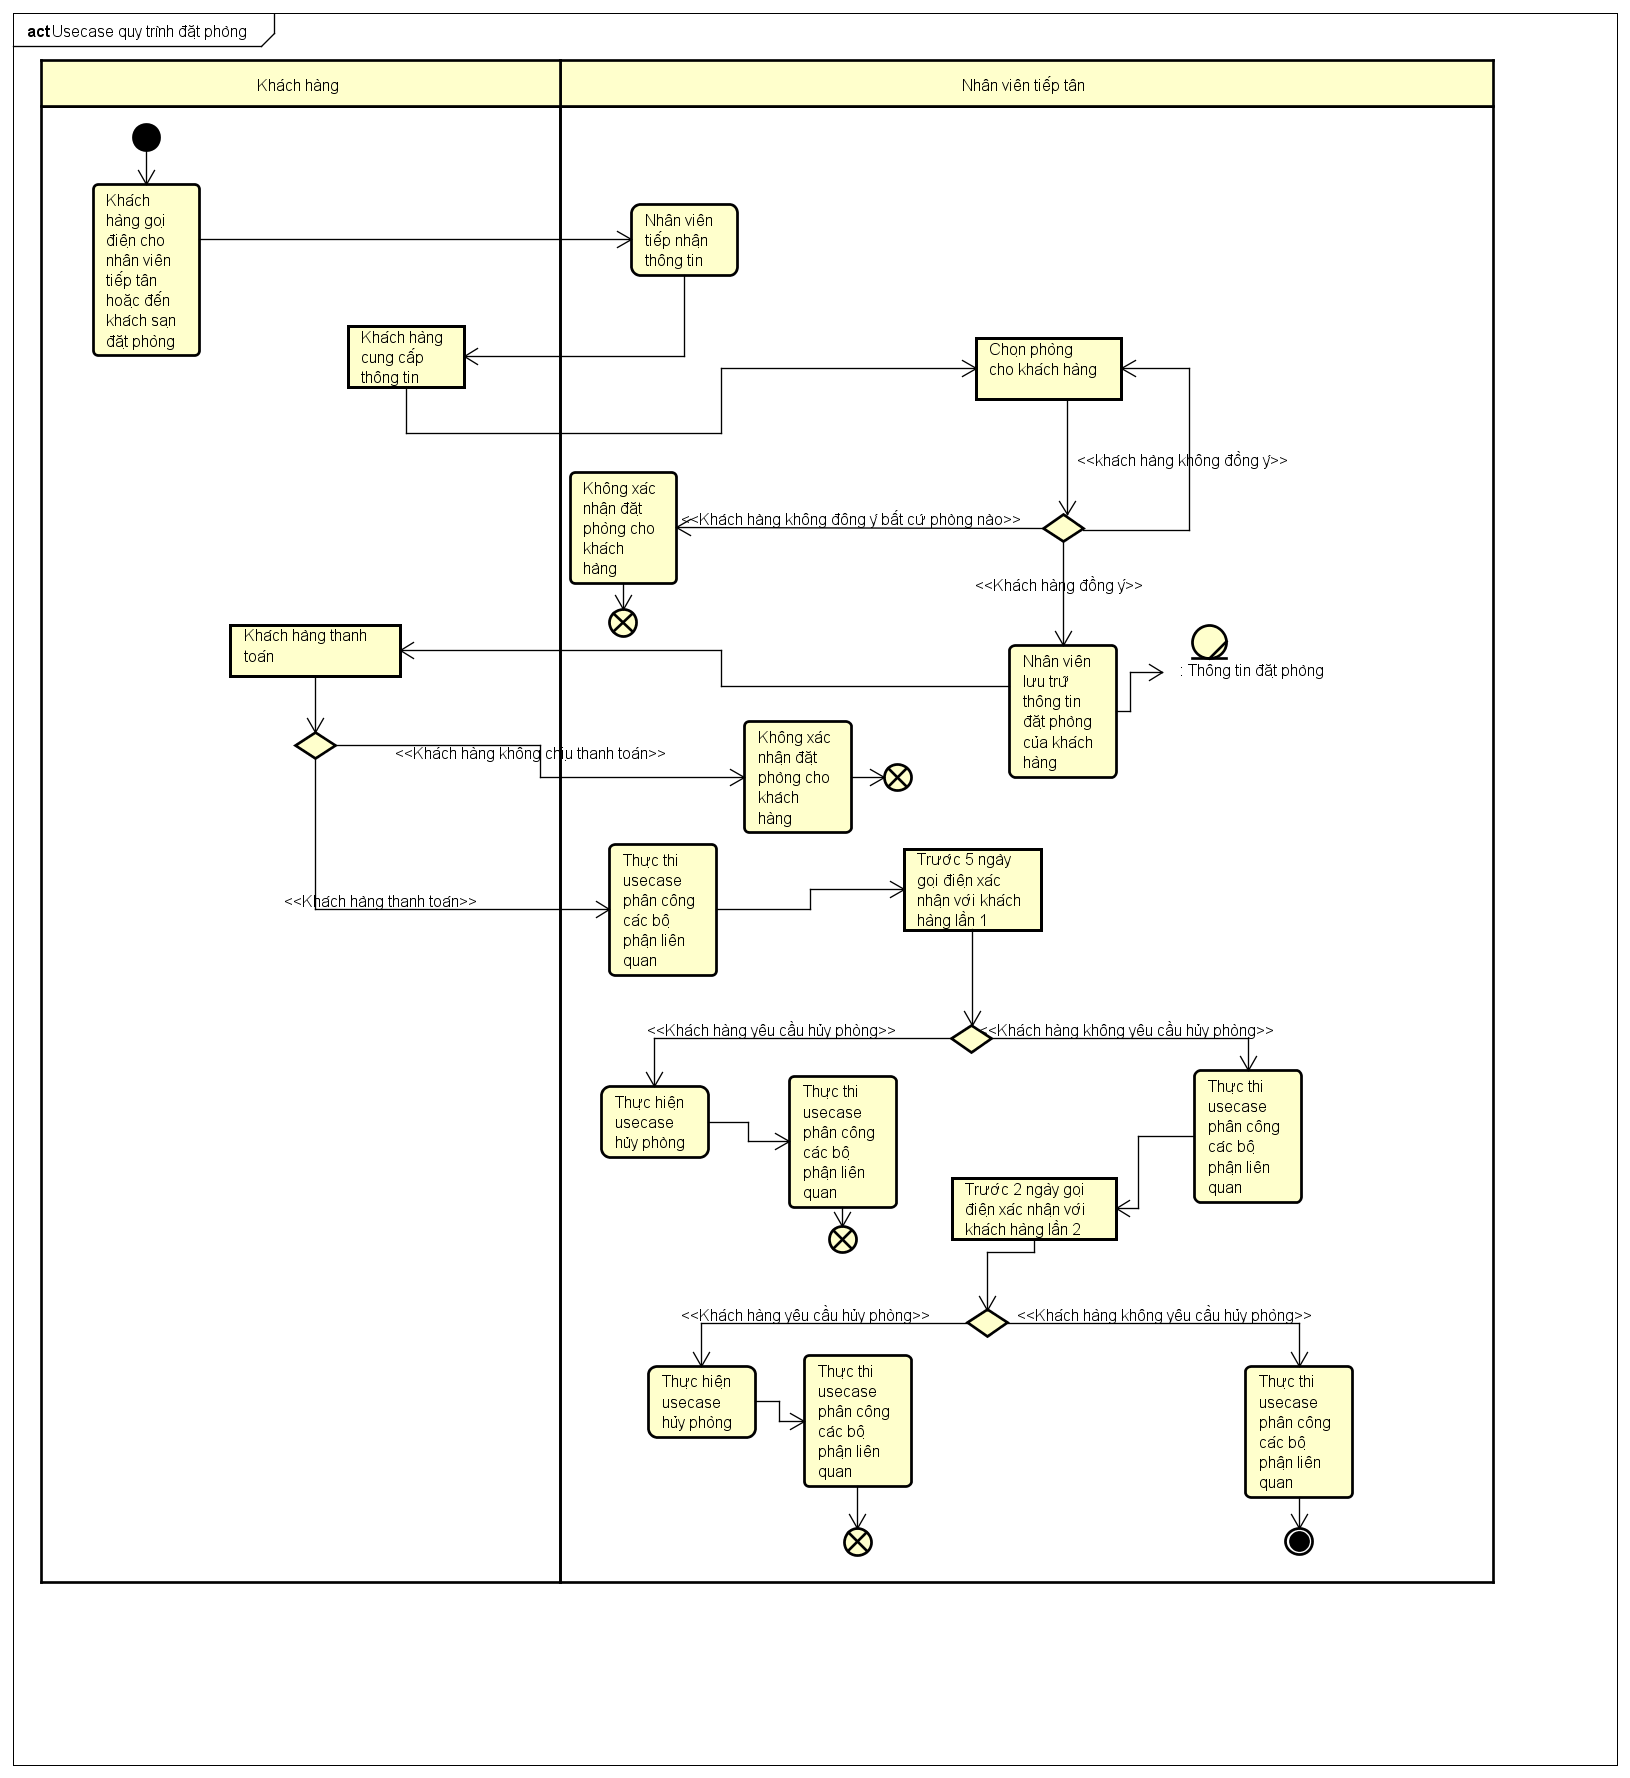 act Usecase quy trình đặt phòng
Khách hàng
Nhân viên tiếp tân
Khách
hàng gọi
điện cho
nhân viên
tiếp tân
hoặc đến
khách sạn
đặt phòng
Nhân viên
tiếp nhận
thông tin
Khách hàng
cung cấp
thông tin
Chọn phòng
cho khách hàng
<<khách hàng không đồng ý>>
Không xác
nhận đặt
phòng cho
khách
hàng
<<Khách hàng không đông ý bất cứ phòng nào>>
<<Khách hàng đồng ý>>
Khách hàng thanh
toán
Nhân viên
lưu trữ
thông tin
đặt phòng
của khách
hàng
: Thông tin đặt phòng
<<Khách hàng không chịu thanh toán>>
Không xác
nhận đặt
phòng cho
khách
hàng
<<Khách hàng thanh toán>>
Thực thi
usecase
phân công
các bộ
phận liên
quan
Trước 5 ngày
gọi điện xác
nhận với khách
hàng lần 1
<<Khách hàng yêu cầu hủy phòng>>
<<Khách hàng không yêu cầu hủy phòng>>
Thực hiện
usecase
hủy phòng
Thực thi
usecase
phân công
các bộ
phận liên
quan
Thực thi
usecase
phân công
các bộ
phận liên
quan
Trước 2 ngày gọi
điện xác nhận với
khách hàng lần 2
<<Khách hàng yêu cầu hủy phòng>>
<<Khách hàng không yêu cầu hủy phòng>>
Thực hiện
usecase
hủy phòng
Thực thi
usecase
phân công
các bộ
phận liên
quan
Thực thi
usecase
phân công
các bộ
phận liên
quan